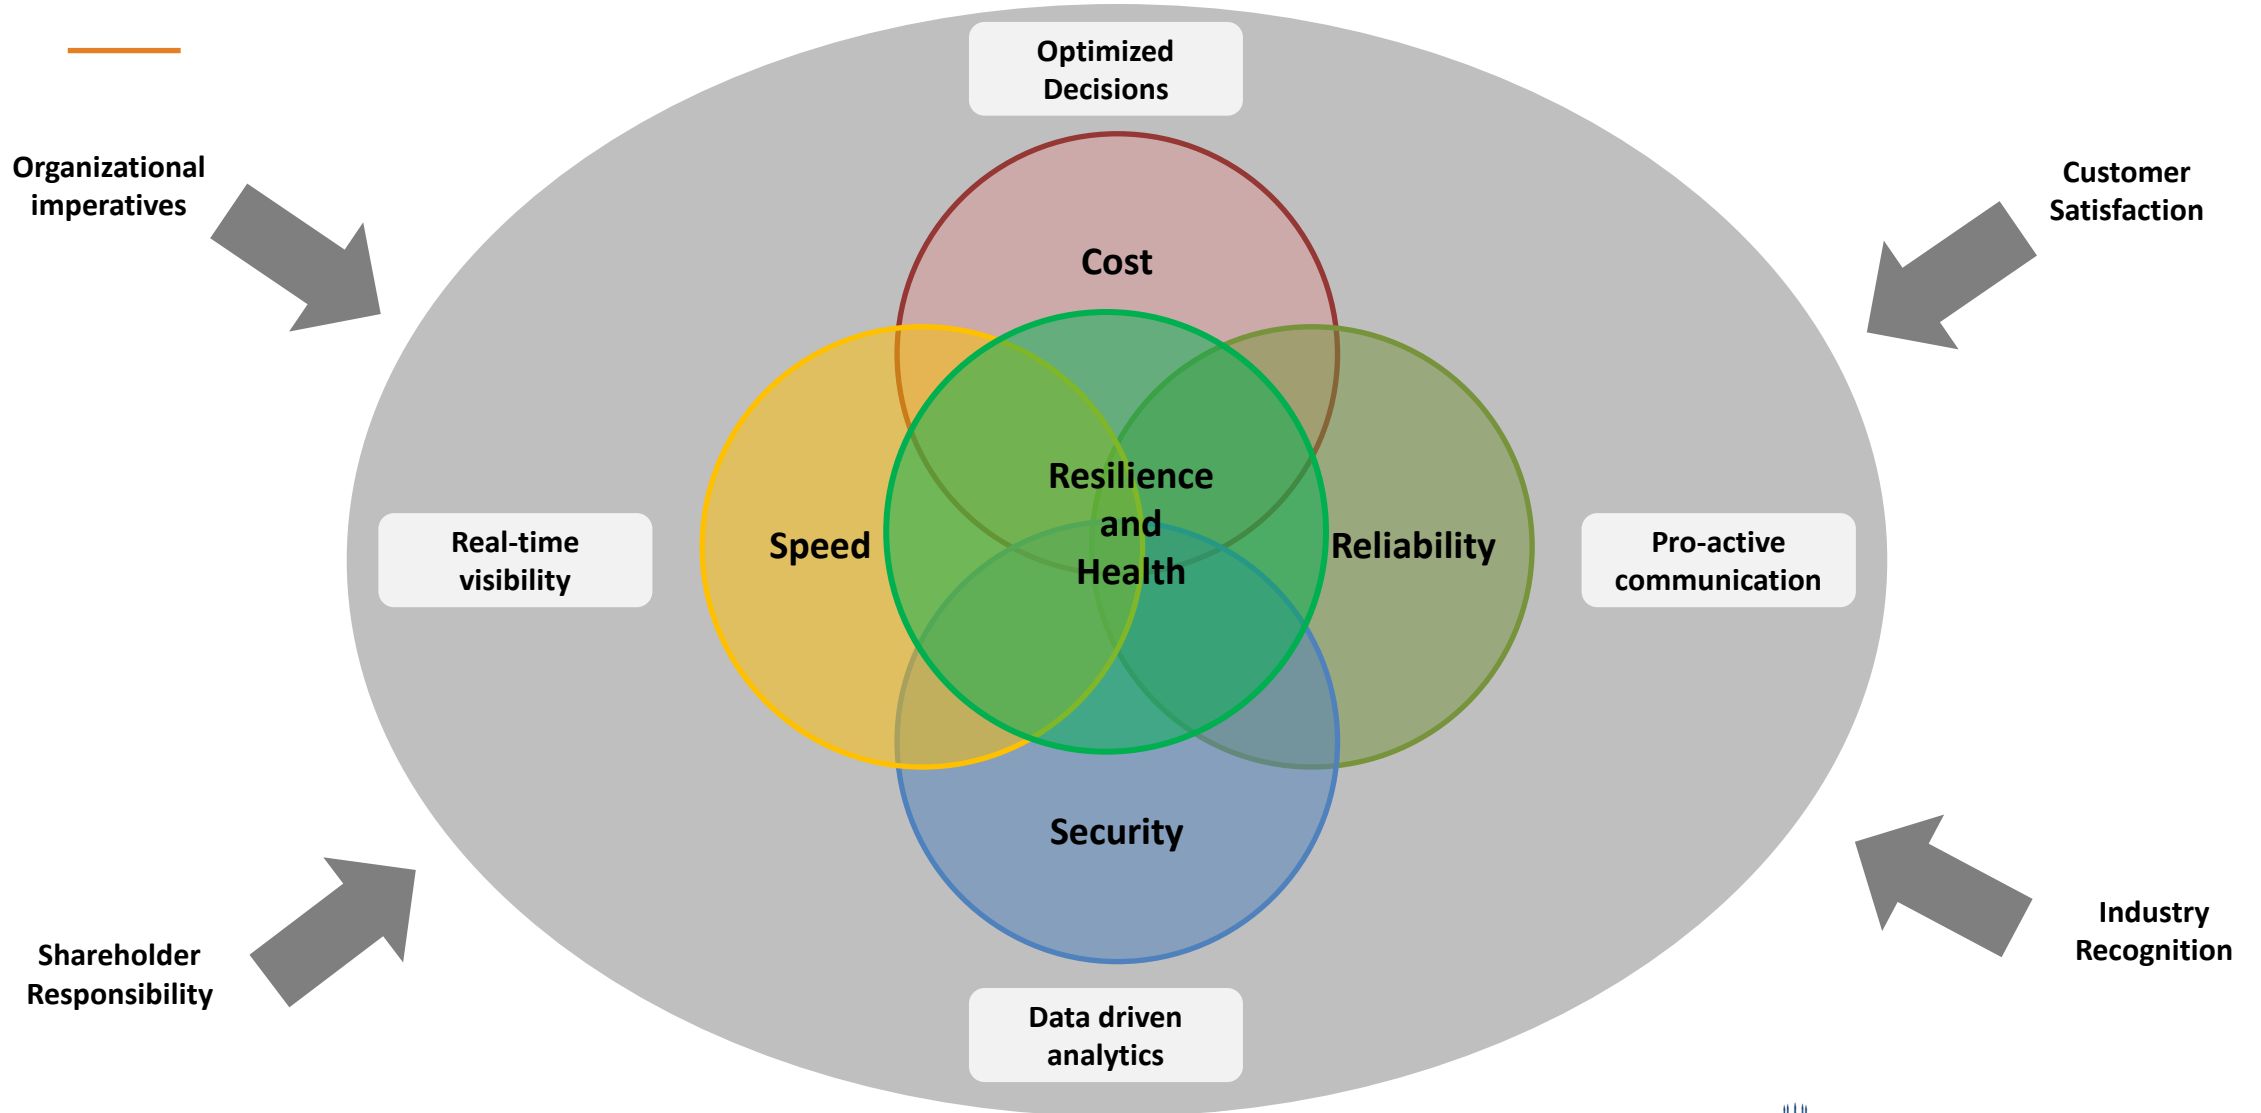 Optimized
Decisions
Organizational
imperatives
Customer
Satisfaction
Cost
Resilience
and
Health
Speed
Reliability
Real-time
visibility
Pro-active
communication
Security
Shareholder
Responsibility
Industry
Recognition
Data driven
analytics